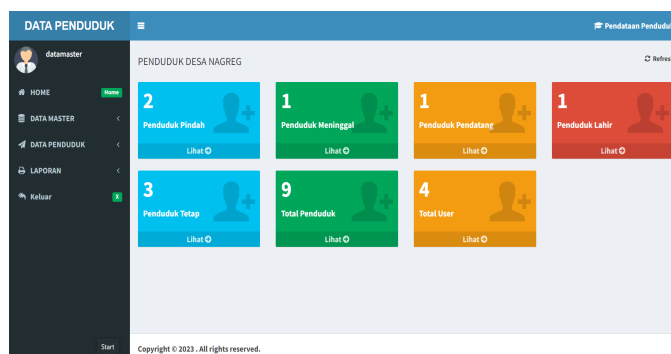 DATA PENDUDUK
Pendataan Penduduk
datamaster
PENDUDUK DESA NAGREG
Refres
HOME Home
DATA MASTER
DATA PENDUDUK
LAPORAN
Keluar X
2
Penduduk Pindah
Lihat
1
Penduduk Meninggal
Lihat
1
Penduduk Pendatang
Lihat
1
Penduduk Lahir
Lihat
3
Penduduk Tetap
Lihat
9
Total Penduduk
Lihat
4
Total User
Lihat
Start
Copyright © 2023 . All rights reserved.